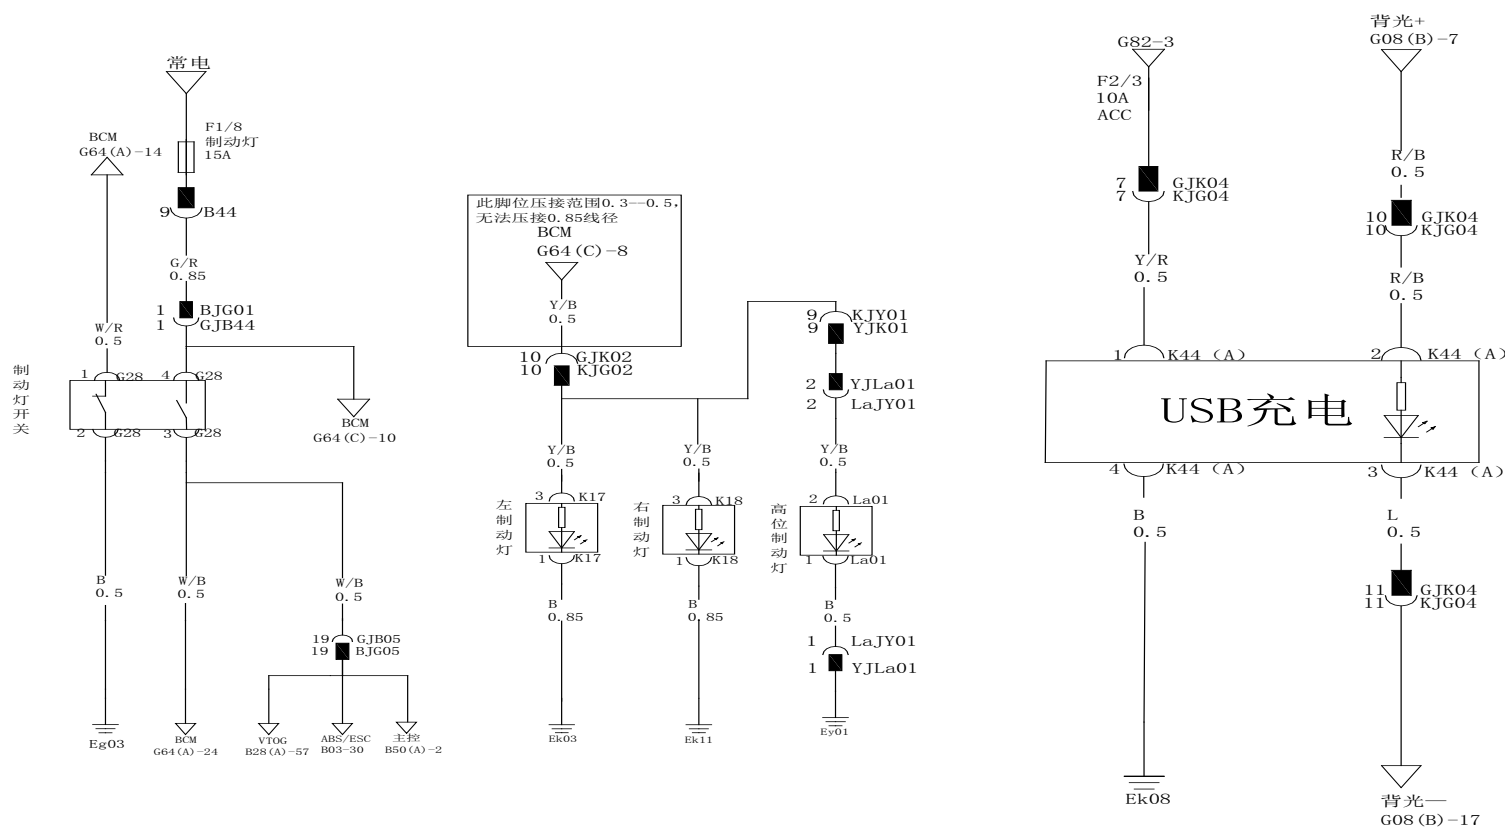 常电
F1/8
制动灯
15A
BCM
G64(A)-14
9 B44
G/R
0.85
1 BJG01
1 GJB44
W/R
0.5
制动灯开关
1 G28
4 G28
2 G28
3 G28
BCM
G64(C)-10
B
0.5
W/B
0.5
W/B
0.5
19 GJB05
19 BJG05
Eg03
BCM
G64(A)-24
VTOG
B28(A)-57
ABS/ESC
B03-30
主控
B50(A)-2
此脚位压接范围0.3--0.5,
无法压接0.85线径
BCM
G64(C)-8
Y/B
0.5
10 GJK02
10 KJG02
9 KJY01
9 YJK01
2 YJLa01
2 LaJY01
Y/B
0.5
Y/B
0.5
Y/B
0.5
左制动灯
3 K17
1 K17
右制动灯
3 K18
1 K18
高位制动灯
2 La01
1 La01
B
0.85
B
0.85
B
0.5
1 LaJY01
1 YJLa01
Ek03
Ek11
Ey01
G82-3
F2/3
10A
ACC
7 GJK04
7 KJG04
Y/R
0.5
背光+
G08(B)-7
R/B
0.5
10 GJK04
10 KJG04
R/B
0.5
1 K44 (A)
2 K44 (A)
USB充电
4 K44 (A)
3 K44 (A)
B
0.5
L
0.5
11 GJK04
11 KJG04
Ek08
背光—
G08(B)-17